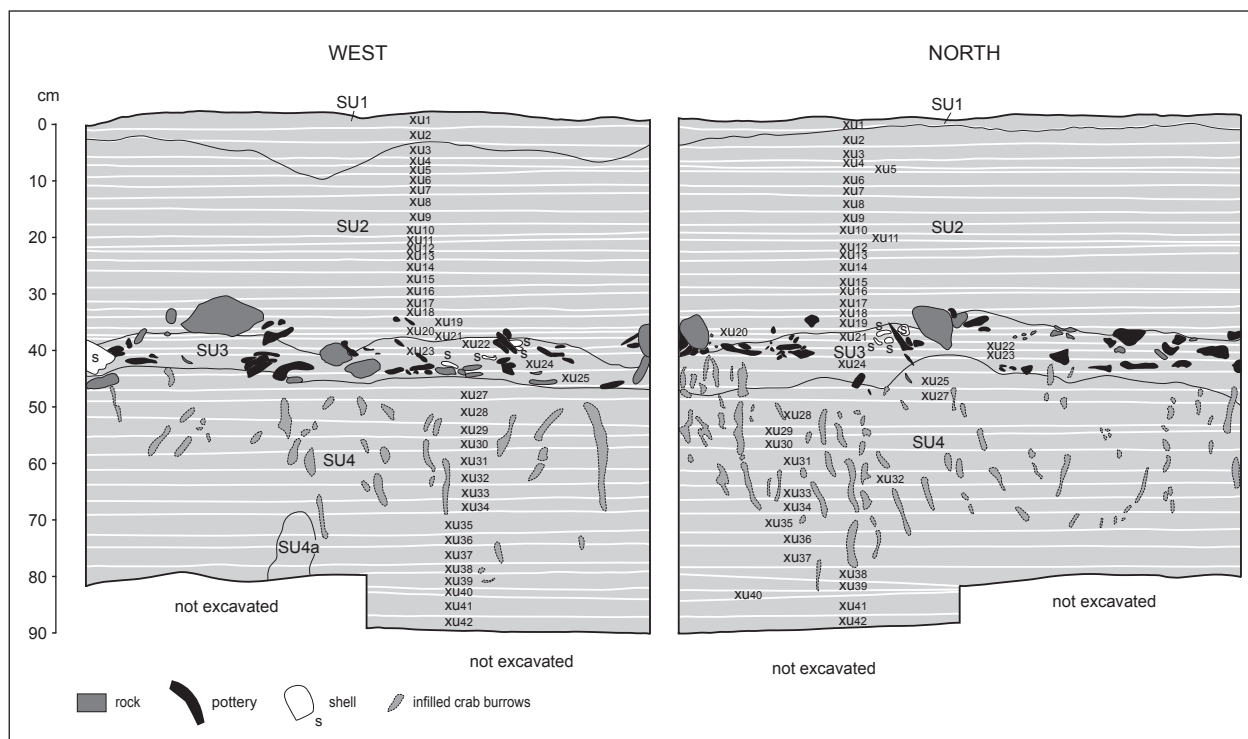 WEST
NORTH
cm
0
10
20
30
40
50
60
70
80
90
SU1
XU1
XU2
XU3
XU4
XU5
XU6
XU7
XU8
XU9
SU2
XU10
XU11
XU12
XU13
XU14
XU15
XU16
XU17
XU18
XU19
XU20
XU21
XU22
SU3
XU23
XU24
XU25
s
s
s
s
s
XU27
XU28
XU29
XU30
SU4
XU31
XU32
XU33
XU34
XU35
SU4a
XU36
XU37
XU38
XU39
XU40
XU41
XU42
not excavated
not excavated
SU1
XU1
XU2
XU3
XU4
XU5
XU6
XU7
XU8
XU9
SU2
XU10
XU11
XU12
XU13
XU14
XU15
XU16
XU17
XU18
XU19
XU20
XU21
s
s
s
s
XU22
SU3
XU23
XU24
XU25
XU27
XU28
XU29
XU30
SU4
XU31
XU32
XU33
XU34
XU35
XU36
XU37
XU38
XU39
XU40
XU41
XU42
not excavated
not excavated
rock
pottery
shell
s
infilled crab burrows